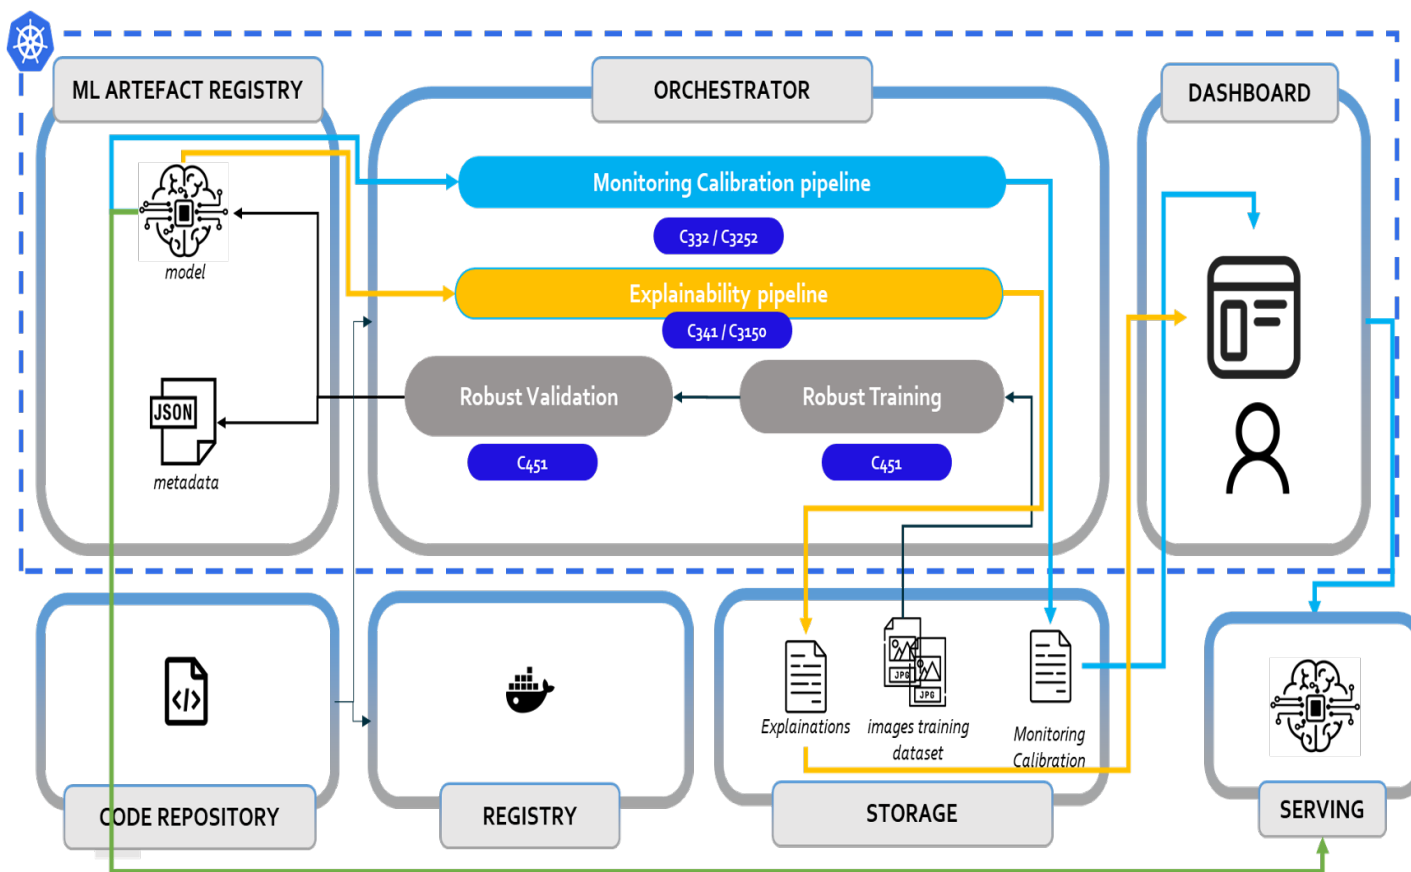 ML ARTEFACT REGISTRY
ORCHESTRATOR
DASHBOARD
Monitoring Calibration pipeline
C332 / C3252
model
Explainability pipeline
C341 / C3150
Robust Validation
Robust Training
JSON
C451
C451
metadata
JPG
JPG
Explainations
images training
dataset
Monitoring
Calibration
CODE REPOSITORY
REGISTRY
STORAGE
SERVING